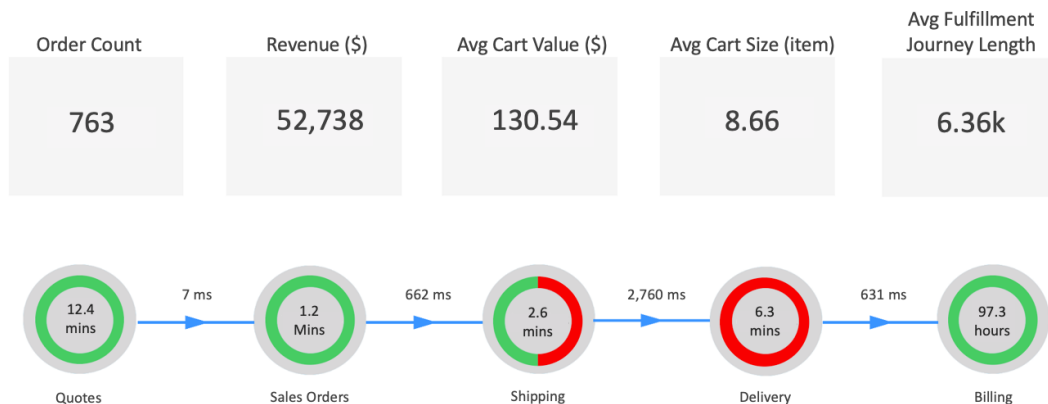 Order Count
Revenue ($)
Avg Cart Value ($)
Avg Cart Size (item)
Avg Fulfillment
Journey Length
763
52,738
130.54
8.66
6.36k
12.4
mins
7 ms
1.2
Mins
662 ms
2.6
mins
2,760 ms
6.3
mins
631 ms
97.3
hours
Quotes
Sales Orders
Shipping
Delivery
Billing